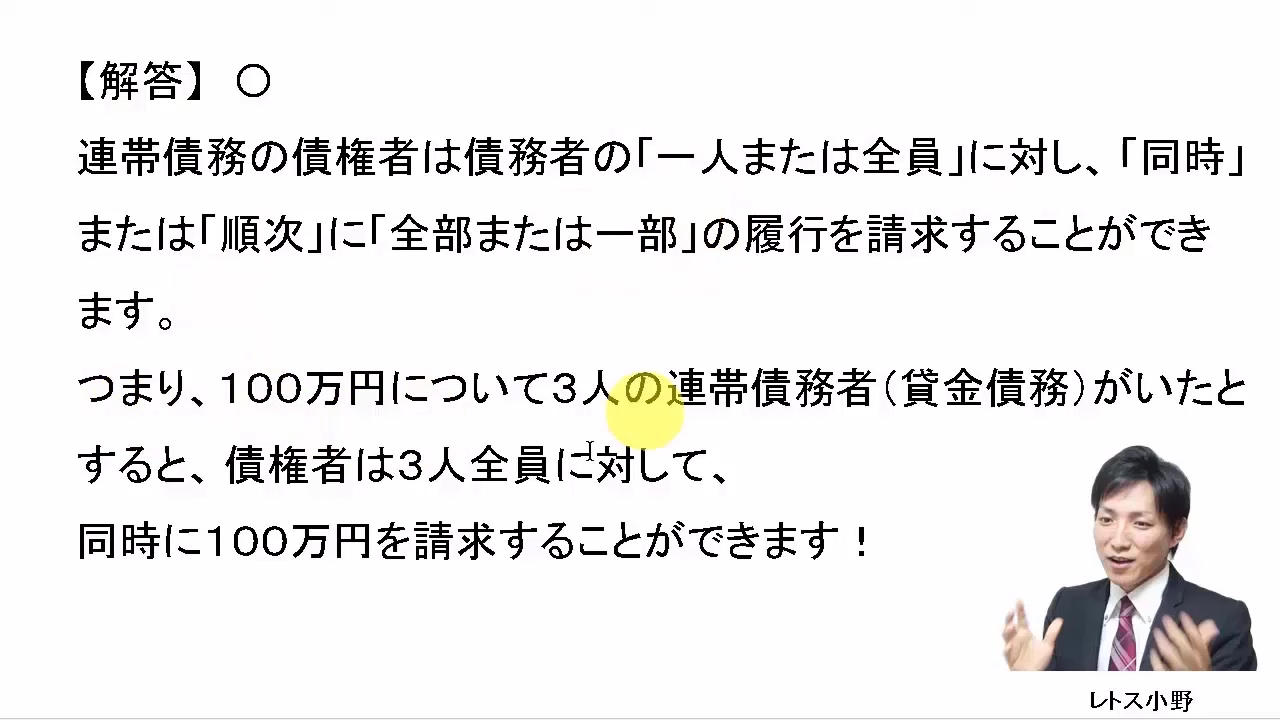 【解答】 ○
連帯債務の債権者は債務者の「一人または全員」に対し、「同時」
または「順次」に「全部または一部」の履行を請求することができ
ます。
つまり、１００万円について３人の連帯債務者（貸金債務）がいたと
すると、債権者は３人全員に対して、
同時に１００万円を請求することができます！
レトス小野